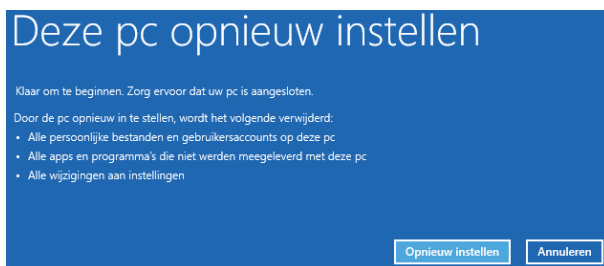 Deze pc opnieuw instellen
Klaar om te beginnen. Zorg ervoor dat uw pc is aangesloten.
Door de pc opnieuw in te stellen, wordt het volgende verwijderd:
• Alle persoonlijke bestanden en gebruikersaccounts op deze pc
• Alle apps en programma's die niet werden meegeleverd met deze pc
• Alle wijzigingen aan instellingen
Opnieuw instellen Annuleren